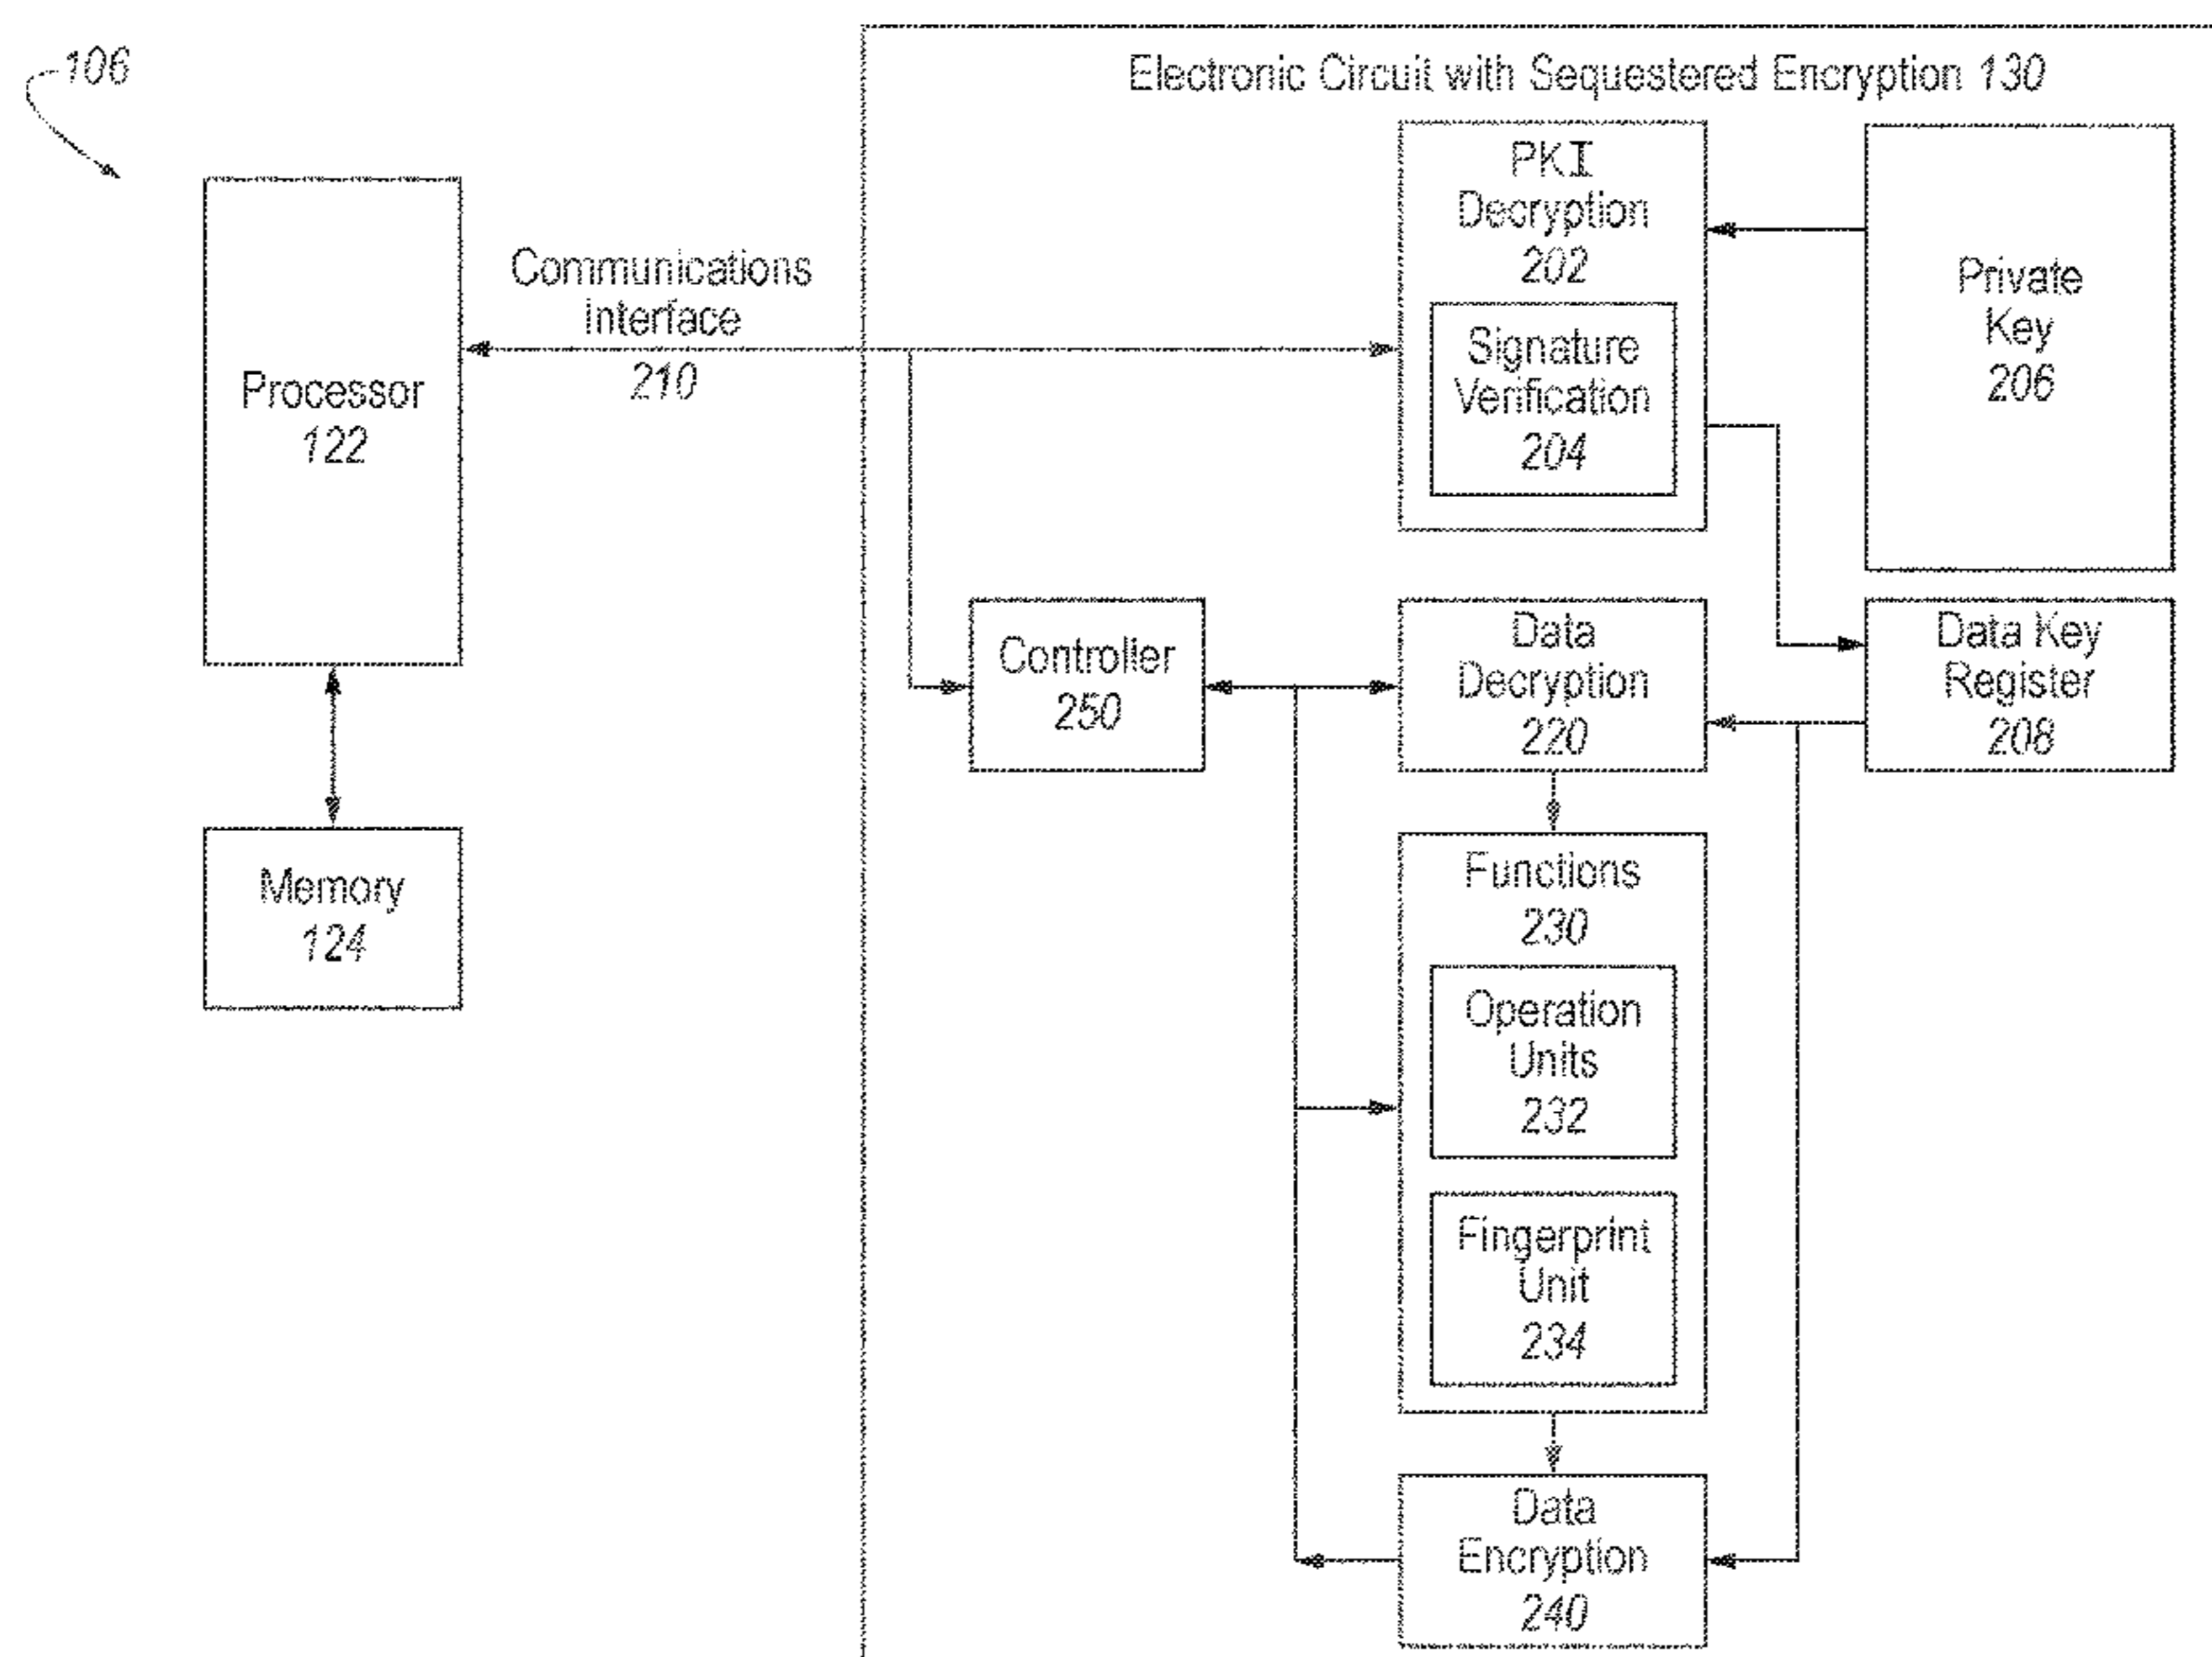 106
Electronic Circuit with Sequestered Encryption 130
Processor
122
Communications
Interface
210
PKI
Decryption
202
Signature
Verification
204
Private
Key
206
Controller
250
Data
Decryption
220
Data Key
Register
208
Memory
124
Functions
230
Operation
Units
232
Fingerprint
Unit
234
Data
Encryption
240